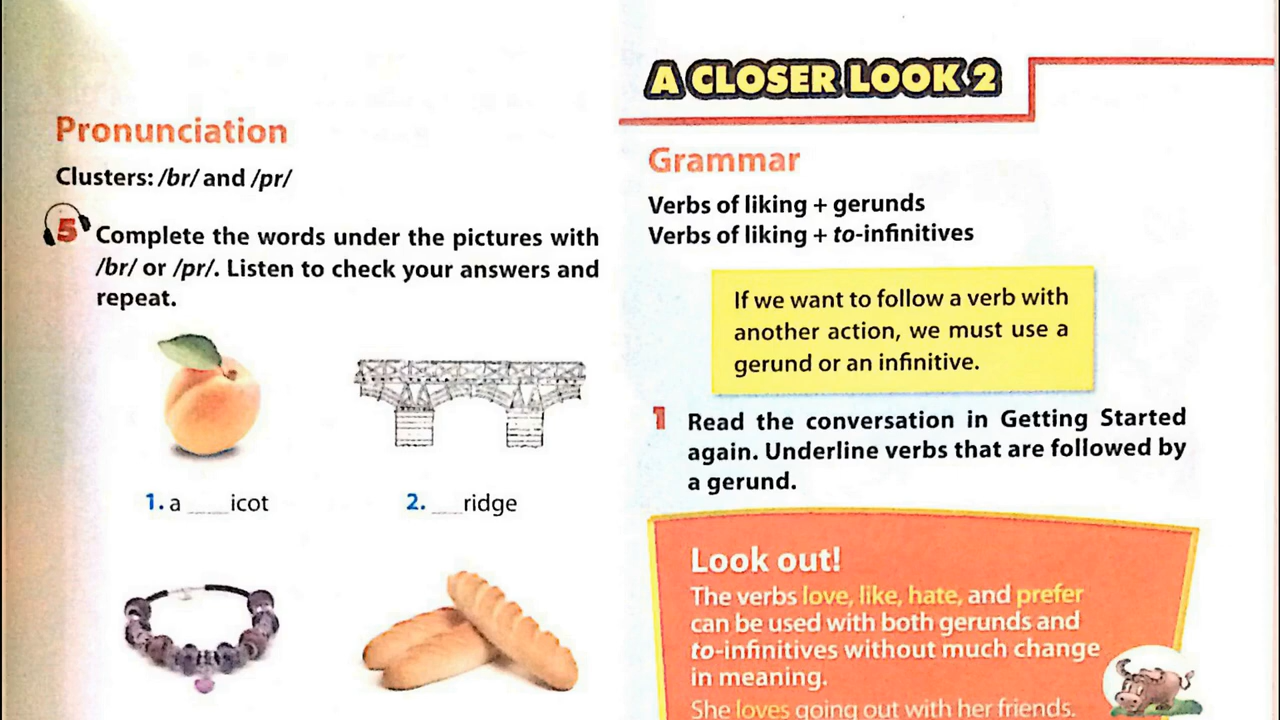 Pronunciation
Clusters: /br/ and /pr/
5 Complete the words under the pictures with
/br/ or /pr/. Listen to check your answers and
repeat.
1. a ____icot
2. ___ridge
A CLOSER LOOK 2
Grammar
Verbs of liking + gerunds
Verbs of liking + to-infinitives
If we want to follow a verb with
another action, we must use a
gerund or an infinitive.
1 Read the conversation in Getting Started
again. Underline verbs that are followed by
a gerund.
Look out!
The verbs love, like, hate, and prefer
can be used with both gerunds and
to-infinitives without much change
in meaning.
She loves going out with her friends.